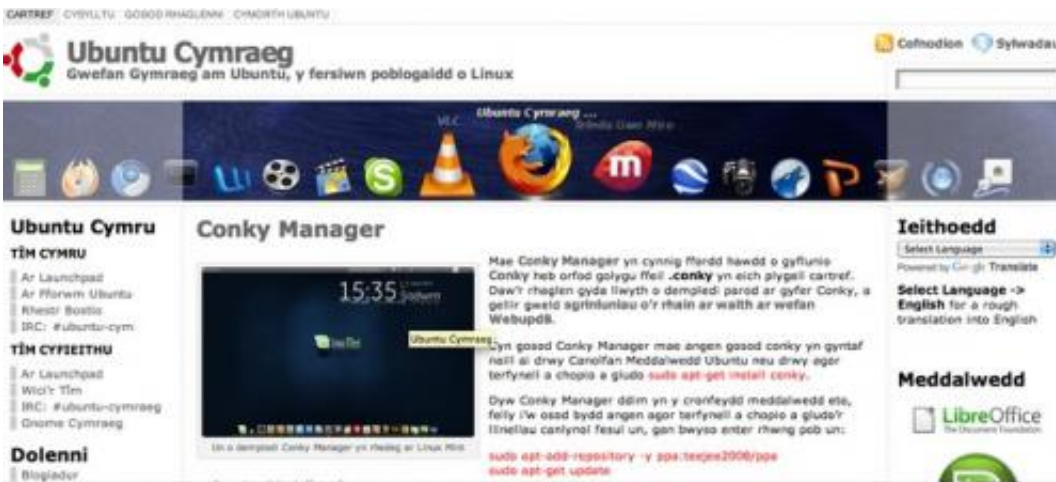 CARTREF CYSYLLTU GOSOD RHAGLENNI CYMORTH UBUNTU
Ubuntu Cymraeg
Gwefan Gymraeg am Ubuntu, y fersiwn poblogaidd o Linux
Cofnodion Sylwadau
Ubuntu Cymraeg ...
VLC
Ubuntu Cymru
TÎM CYMRU
Ar Launchpad
Ar Fforwm Ubuntu
Rhestr Bostio
IRC: #ubuntu-cym
TÎM CYFIEITHU
Ar Launchpad
Wici'r Tîm
IRC: #ubuntu-cymraeg
Gnome Cymraeg
Dolenni
Blogiadur
Conky Manager
15:35
Ubuntu Cymraeg
Un o dempledi Conky Manager yn rhedeg ar Linux Mint
Mae Conky Manager yn cynnig ffordd hawdd o gyflunio
Conky heb orfod golygu ffeil .conky yn eich plygell cartref.
Daw'r rhaglen gyda llwyth o dempledi parod ar gyfer Conky, a
gellir gweld sgrinluniau o'r rhain ar waith ar wefan
Webupd8.
Cyn gosod Conky Manager mae angen gosod conky yn gyntaf
naill ai drwy Canolfan Meddalwedd Ubuntu neu drwy agor
terfynell a chopio a gludo sudo apt-get install conky.
Dyw Conky Manager ddim yn y cronfeydd meddalwedd eto,
felly i'w osod bydd angen agor terfynell a chopio a gludo'r
llinellau canlynol fesul un, gan bwyso enter rhwng pob un:
sudo apt-add-repository -y ppa:teejee2008/ppa
sudo apt-get update
Ieithoedd
Select Language
Powered by Google Translate
Select Language ->
English for a rough
translation into English
Meddalwedd
LibreOffice
The Document Foundation